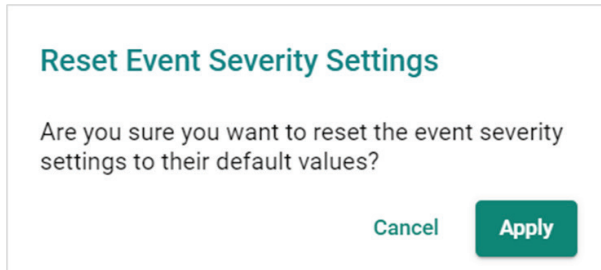 Reset Event Severity Settings
Are you sure you want to reset the event severity
settings to their default values?
Cancel
Apply